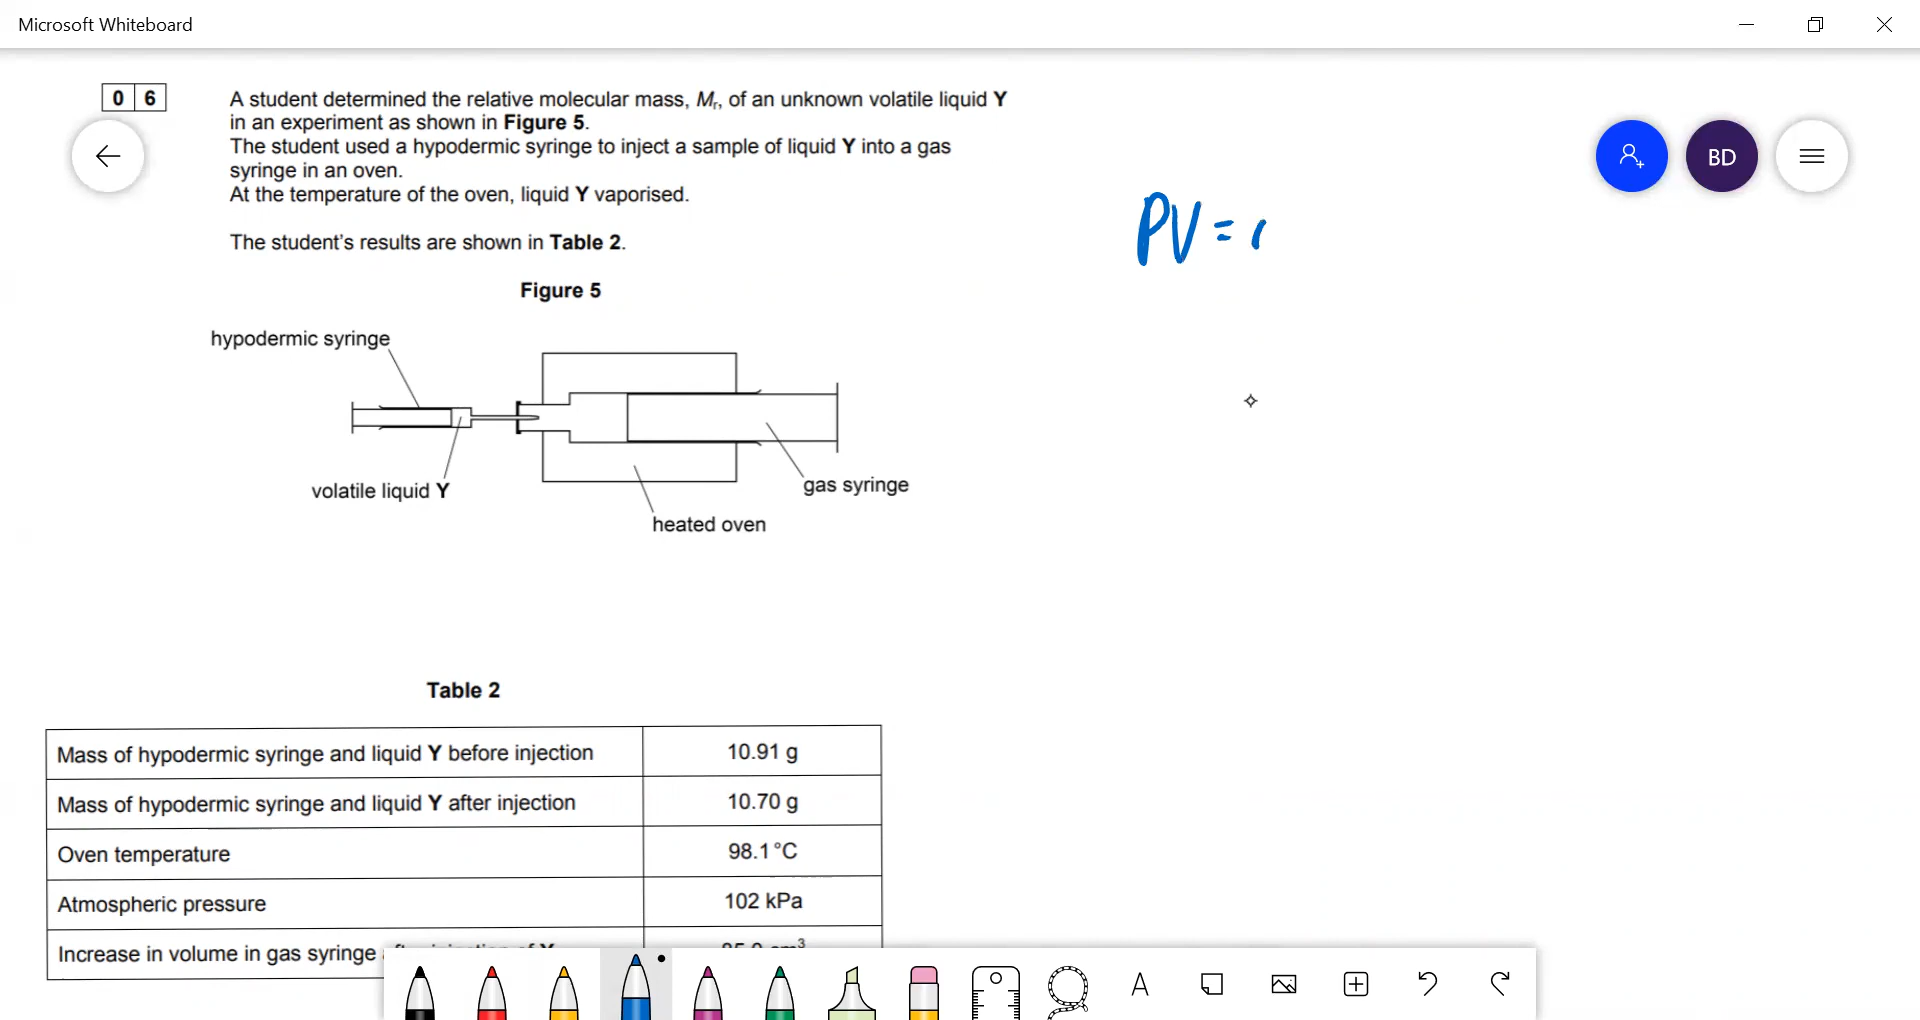 Microsoft Whiteboard
0 6
A student determined the relative molecular mass, Mr, of an unknown volatile liquid Y
in an experiment as shown in Figure 5.
The student used a hypodermic syringe to inject a sample of liquid Y into a gas
syringe in an oven.
At the temperature of the oven, liquid Y vaporised.
BD
PV =
The student's results are shown in Table 2.
Figure 5
hypodermic syringe
volatile liquid Y
gas syringe
heated oven
Table 2
Mass of hypodermic syringe and liquid Y before injection 10.91 g
Mass of hypodermic syringe and liquid Y after injection 10.70 g
Oven temperature 98.1 °C
Atmospheric pressure 102 kPa
Increase in volume in gas syringe
A